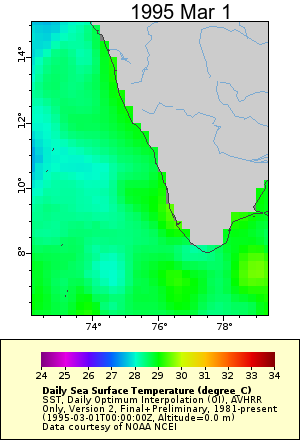 1995 Mar 1
14°
12°
10°
8°
74° 76° 78°
24 25 26 27 28 29 30 31 32 33 34
Daily Sea Surface Temperature (degree_C)
SST, Daily Optimum Interpolation (OI), AVHRR
Only, Version 2, Final+Preliminary, 1981-present
(1995-03-01T00:00:00Z, Altitude=0.0 m)
Data courtesy of NOAA NCEI